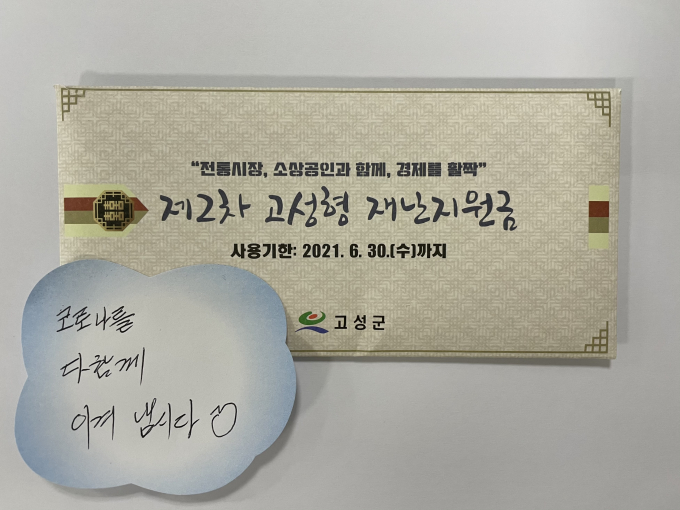 “전통시장, 소상공인과 함께, 경제를 활짝”
제2차 고성형 재난지원금
사용기한: 2021. 6. 30.(수)까지
고성군
코로나를
다함께
이겨 냅시다